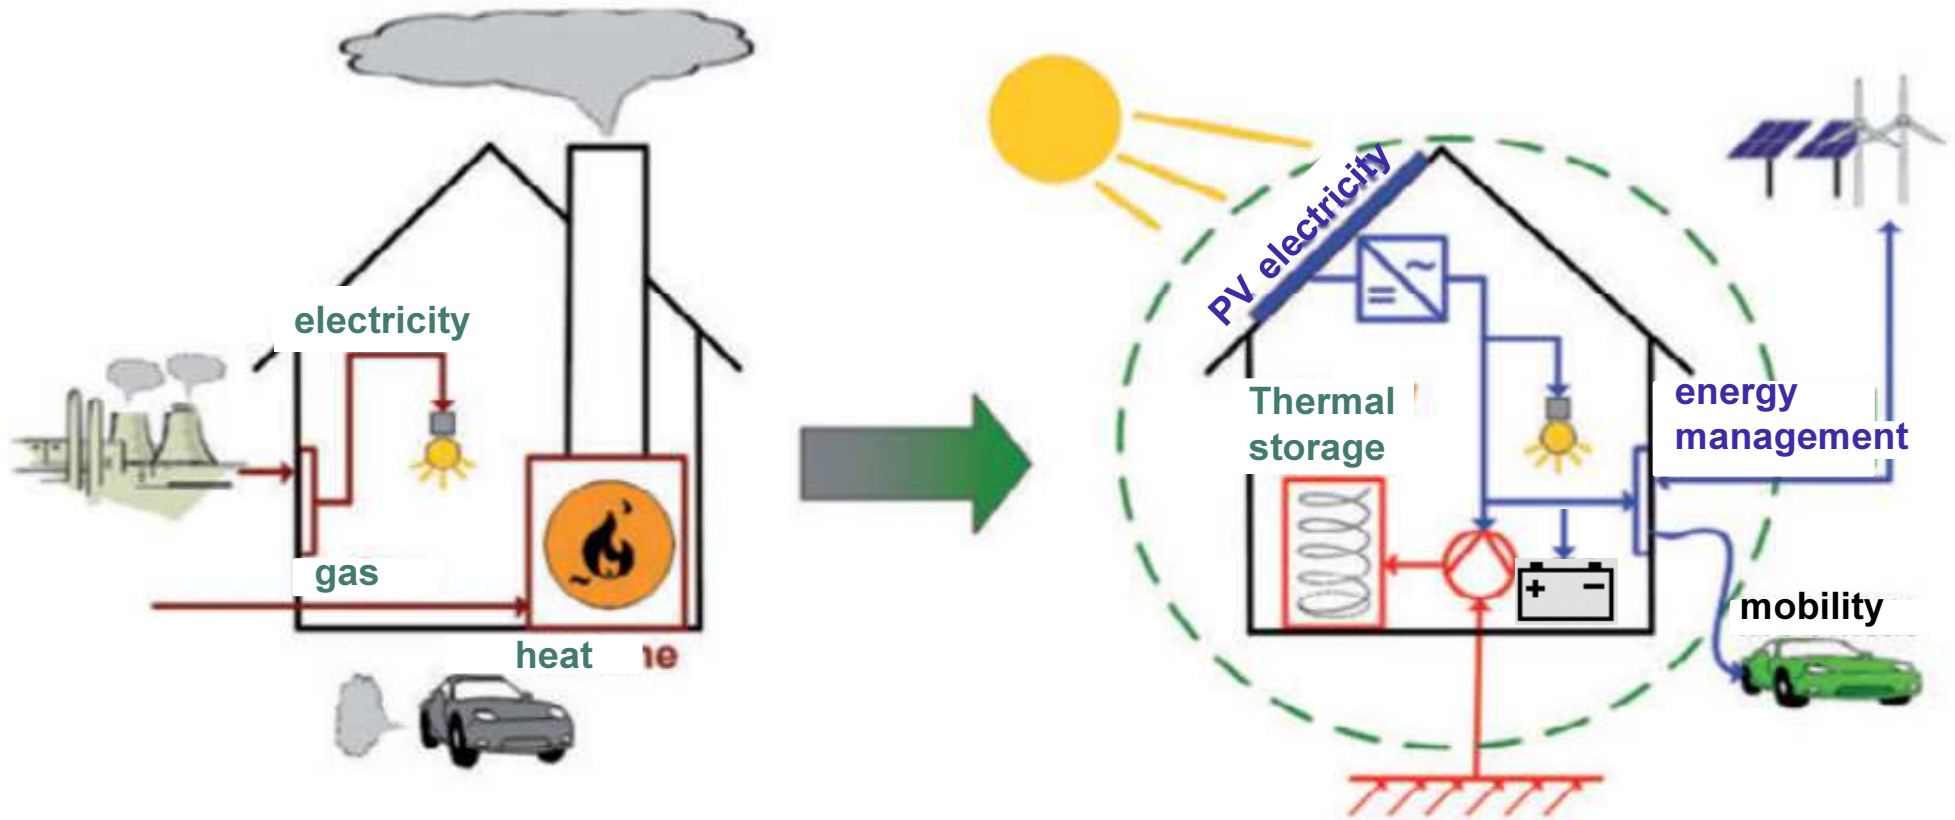 electricity
gas
heat
PV electricity
Thermal
storage
energy
management
mobility